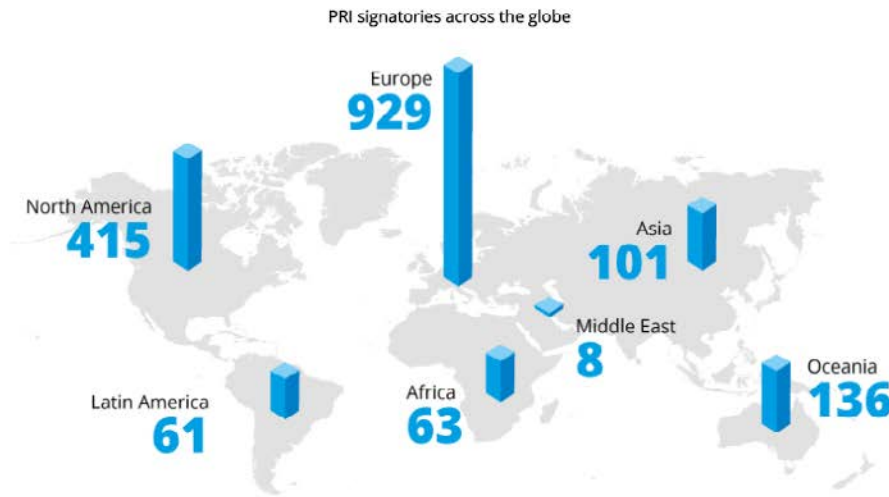 PRI signatories across the globe
Europe
929
North America
415
Asia
101
Middle East
8
Oceania
136
Latin America
61
Africa
63